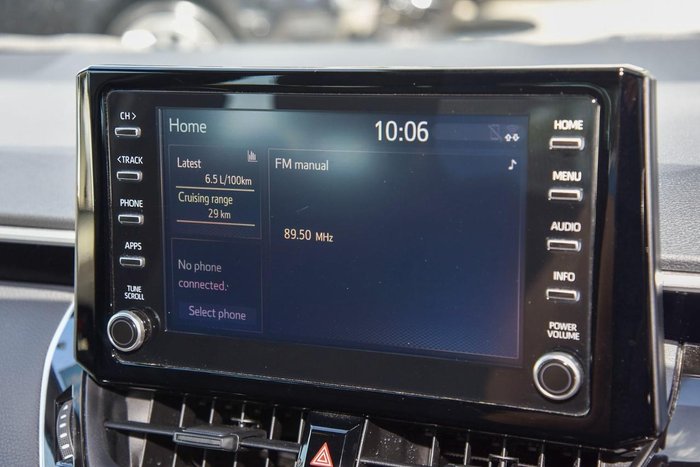 CH >
<TRACK
PHONE
APPS
TUNE
SCROLL
Home
10:06
Latest
6.5 L/100km
Cruising range
29 km
No phone
connected.
Select phone
FM manual
89.50 MHz
HOME
MENU
AUDIO
INFO
POWER
VOLUME